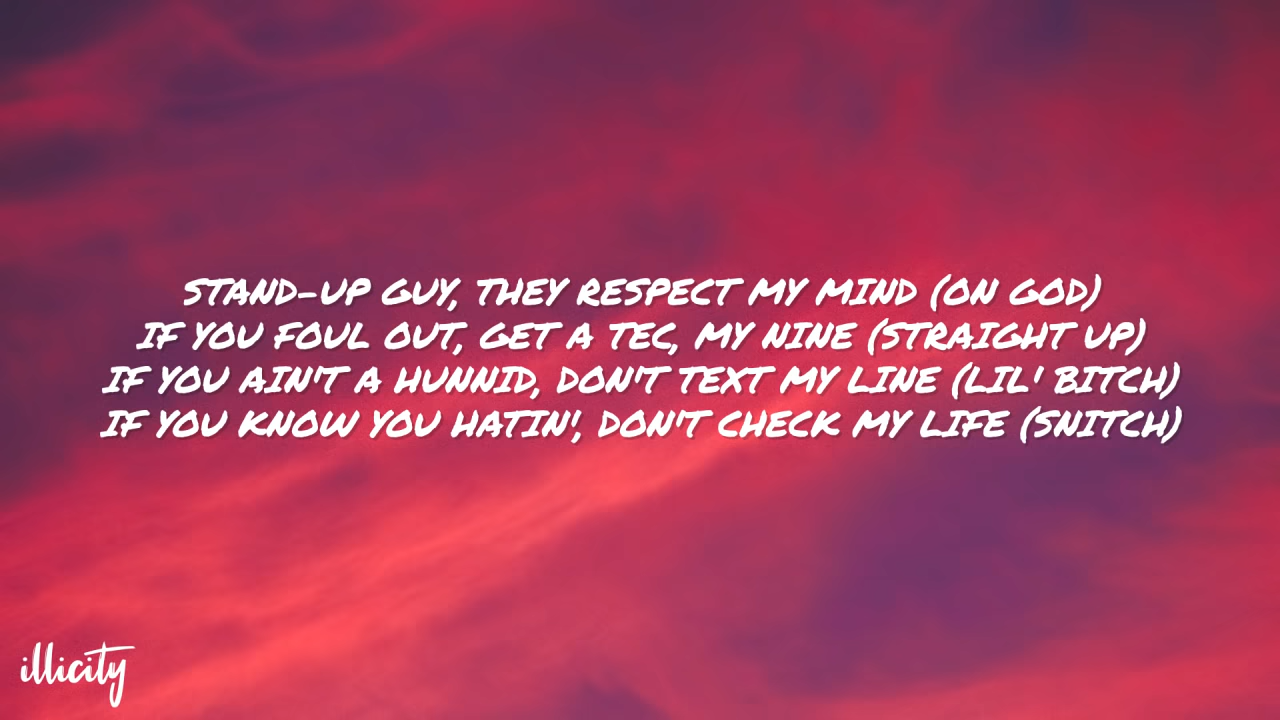 STAND-UP GUY, THEY RESPECT MY MIND (ON GOD)
IF YOU FOUL OUT, GET A TEC, MY NINE (STRAIGHT UP)
IF YOU AIN'T A HUNNID, DON'T TEXT MY LINE (LIL' BITCH)
IF YOU KNOW YOU HATIN', DON'T CHECK MY LIFE (SNITCH)
illicity